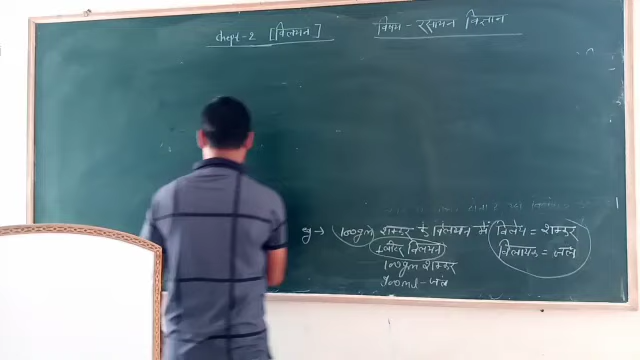 chapt-2 [विलयन]
विषय - रसायन विज्ञान
eg → 100gm शक्कर के विलयन में विलेय = शक्कर
1 लीटर विलयन विलायक = जल
100gm शक्कर
900ml - जल